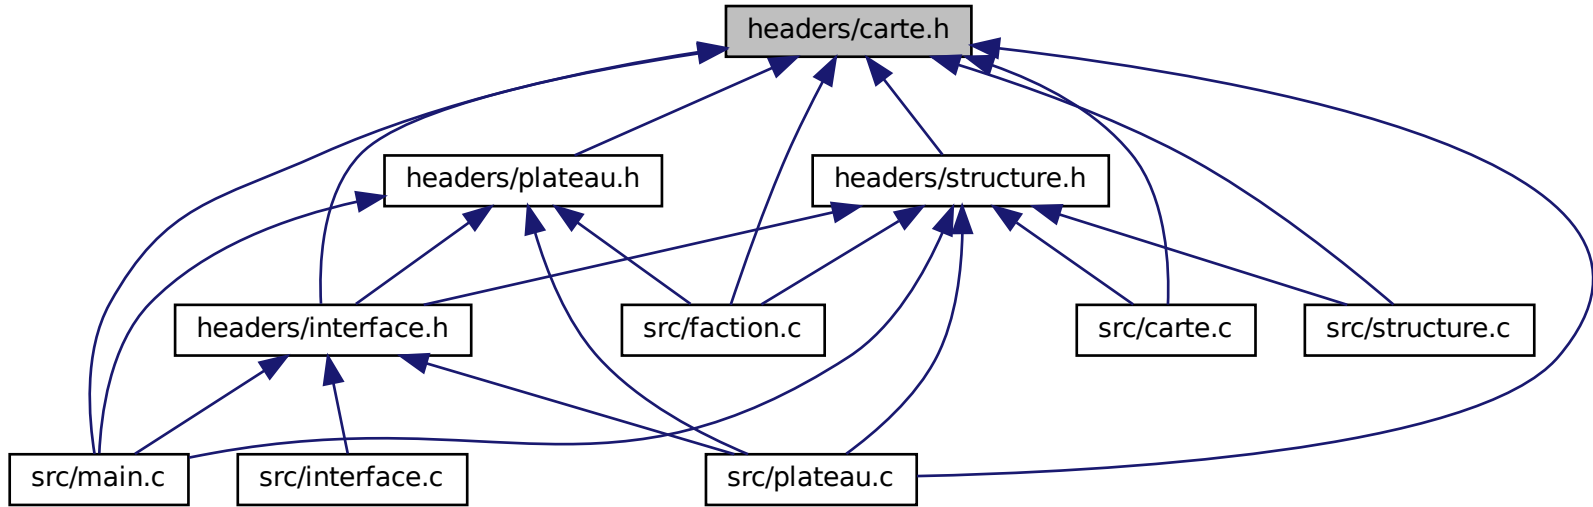 headers/carte.h
headers/plateau.h
headers/structure.h
headers/interface.h
src/faction.c
src/carte.c
src/structure.c
src/main.c
src/interface.c
src/plateau.c